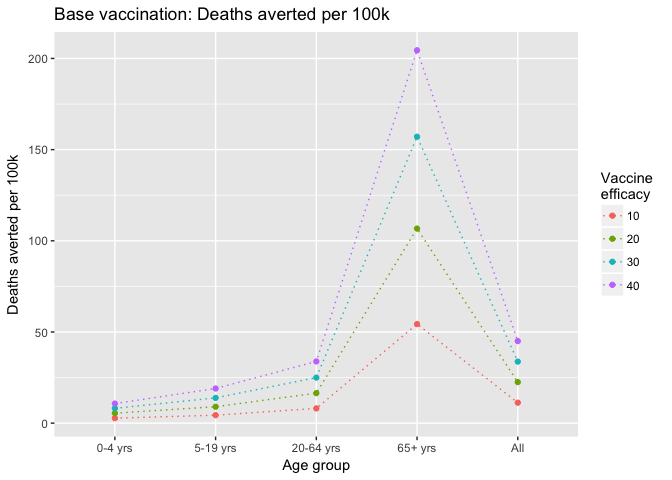 Base vaccination: Deaths averted per 100k
Deaths averted per 100k
200
150
100
50
0
0-4 yrs
5-19 yrs
20-64 yrs
65+ yrs
All
Age group
Vaccine
efficacy
10
20
30
40